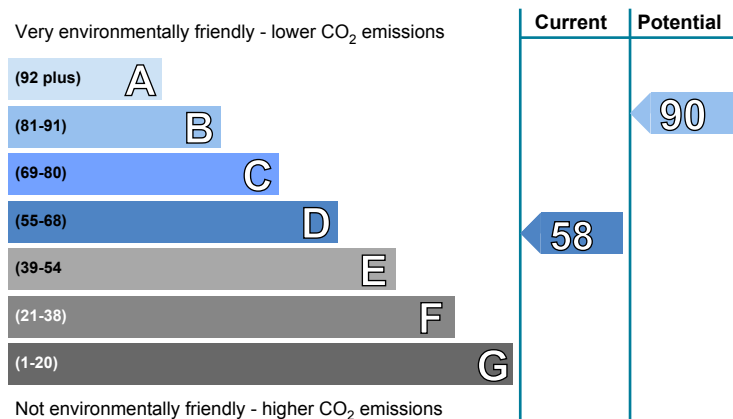 Very environmentally friendly - lower CO₂ emissions
Current
Potential
(92 plus) A
(81-91) B
90
(69-80) C
(55-68) D
58
(39-54 E
(21-38) F
(1-20) G
Not environmentally friendly - higher CO₂ emissions